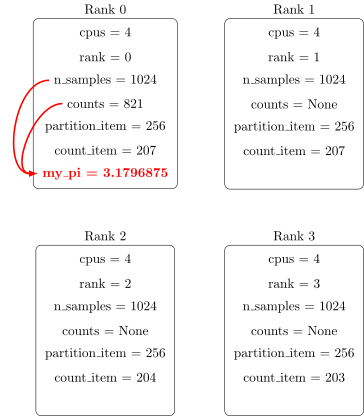 Rank 0
cpus = 4
rank = 0
n_samples = 1024
counts = 821
partition_item = 256
count_item = 207
my_pi = 3.1796875
Rank 1
cpus = 4
rank = 1
n_samples = 1024
counts = None
partition_item = 256
count_item = 207
Rank 2
cpus = 4
rank = 2
n_samples = 1024
counts = None
partition_item = 256
count_item = 204
Rank 3
cpus = 4
rank = 3
n_samples = 1024
counts = None
partition_item = 256
count_item = 203